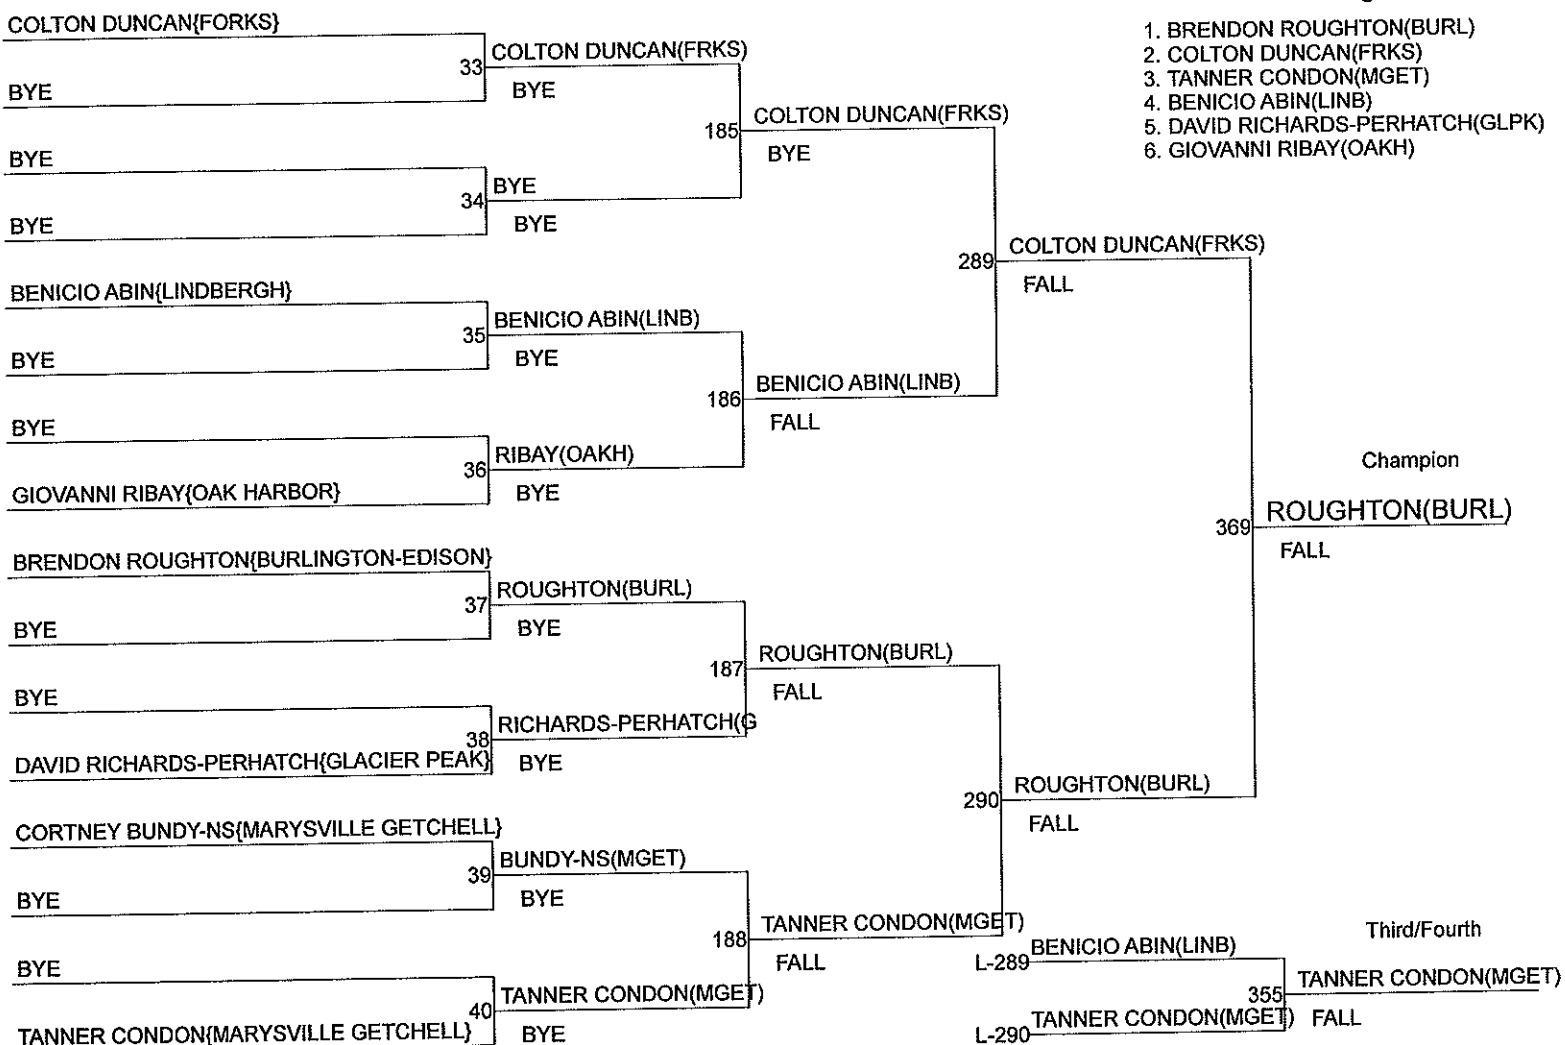 COLTON DUNCAN{FORKS}
33
BYE
COLTON DUNCAN(FRKS)
BYE
185
BYE
34
BYE
BYE
BYE
COLTON DUNCAN(FRKS)
BYE
289
BENICIO ABIN{LINDBERGH}
35
BYE
BENICIO ABIN(LINB)
BYE
186
BYE
36
GIOVANNI RIBAY{OAK HARBOR}
RIBAY(OAKH)
BYE
BENICIO ABIN(LINB)
FALL
COLTON DUNCAN(FRKS)
FALL
369
BRENDON ROUGHTON{BURLINGTON-EDISON}
37
BYE
ROUGHTON(BURL)
BYE
187
BYE
38
DAVID RICHARDS-PERHATCH{GLACIER PEAK}
RICHARDS-PERHATCH(G
BYE
ROUGHTON(BURL)
FALL
290
CORTNEY BUNDY-NS{MARYSVILLE GETCHELL}
39
BYE
BUNDY-NS(MGET)
BYE
188
BYE
40
TANNER CONDON{MARYSVILLE GETCHELL}
TANNER CONDON(MGET)
BYE
TANNER CONDON(MGET)
FALL
ROUGHTON(BURL)
FALL
Champion
ROUGHTON(BURL)
FALL
1. BRENDON ROUGHTON(BURL)
2. COLTON DUNCAN(FRKS)
3. TANNER CONDON(MGET)
4. BENICIO ABIN(LINB)
5. DAVID RICHARDS-PERHATCH(GLPK)
6. GIOVANNI RIBAY(OAKH)
Third/Fourth
L-289 BENICIO ABIN(LINB)
355
L-290 TANNER CONDON(MGET)
TANNER CONDON(MGET)
FALL